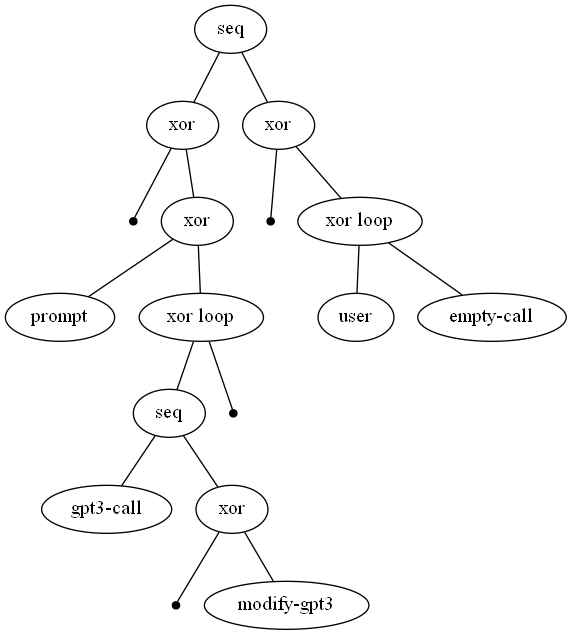 seq
xor
xor
xor
xor loop
prompt
xor loop
user
empty-call
seq
gpt3-call
xor
modify-gpt3